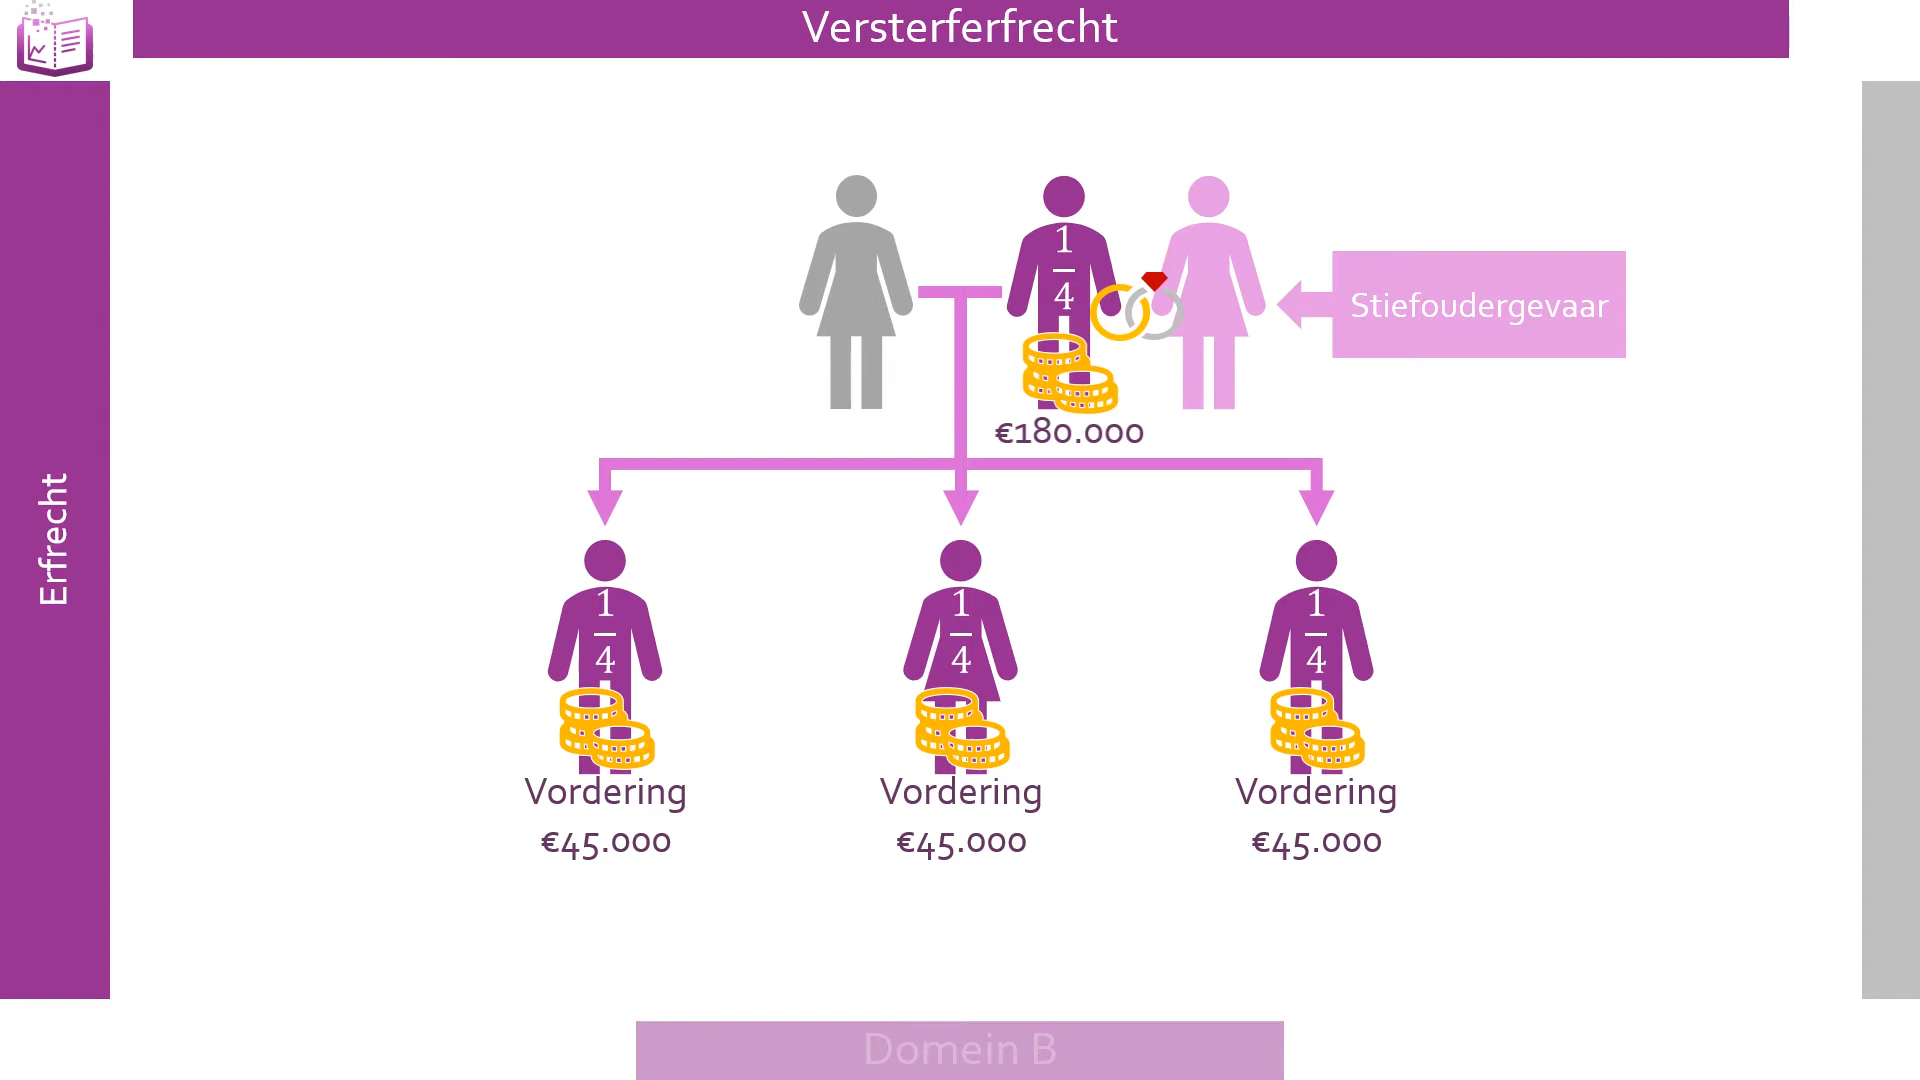 Versterferfrecht
Erfrecht
1
4
Stiefoudergevaar
€180.000
1
4
1
4
1
4
Vordering
€45.000
Vordering
€45.000
Vordering
€45.000
Domein B